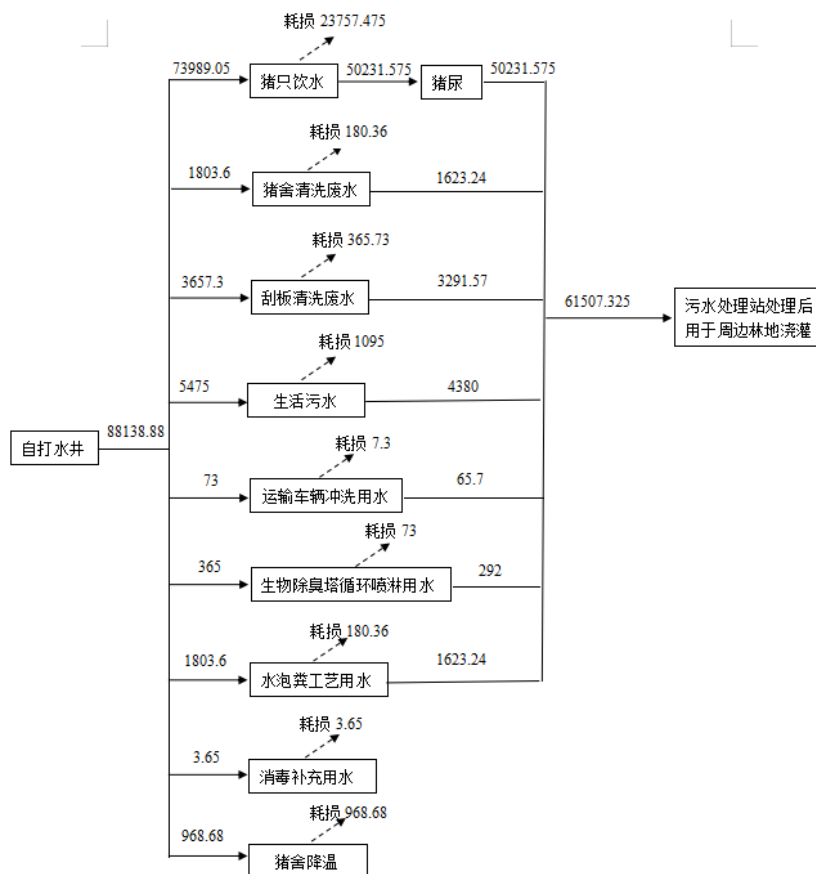 耗损 23757.475
73989.05
猪只饮水
50231.575
猪尿
50231.575
耗损 180.36
1803.6
猪舍清洗废水
1623.24
耗损 365.73
3657.3
刮板清洗废水
3291.57
61507.325
污水处理站处理后
用于周边林地浇灌
耗损 1095
5475
生活污水
4380
自打水井
88138.88
耗损 7.3
73
运输车辆冲洗用水
65.7
耗损 73
365
生物除臭塔循环喷淋用水
292
耗损 180.36
1803.6
水泡粪工艺用水
1623.24
耗损 3.65
3.65
消毒补充用水
耗损 968.68
968.68
猪舍降温